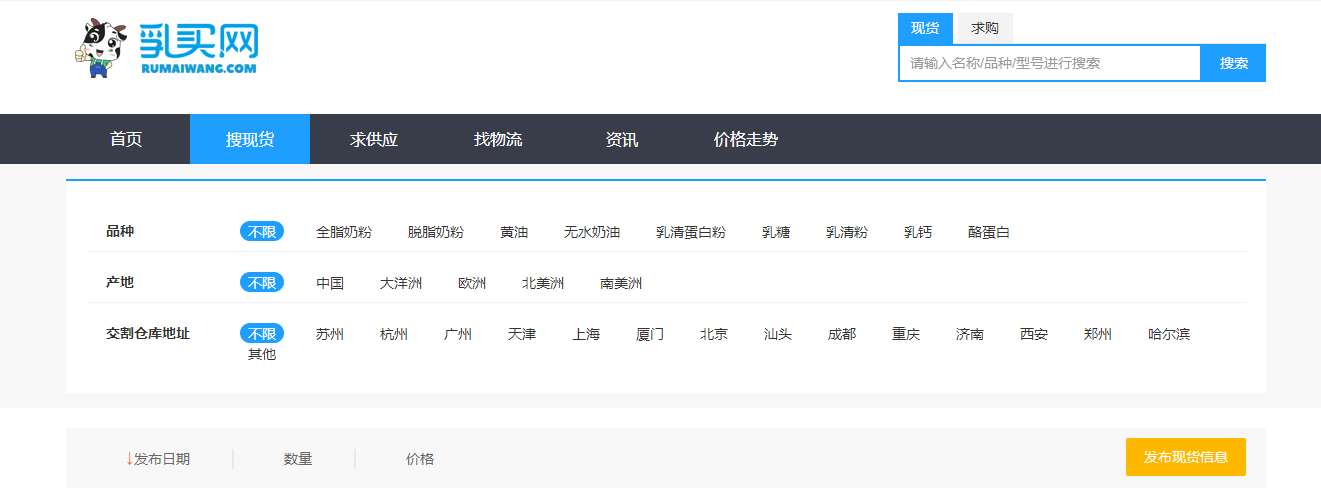 乳买网
RUMAIWANG.COM
现货 求购
请输入名称/品种/型号进行搜索 搜索
首页 搜现货 求供应 找物流 资讯 价格走势
品种 不限 全脂奶粉 脱脂奶粉 黄油 无水奶油 乳清蛋白粉 乳糖 乳清粉 乳钙 酪蛋白
产地 不限 中国 大洋洲 欧洲 北美洲 南美洲
交割仓库地址 不限 苏州 杭州 广州 天津 上海 厦门 北京 汕头 成都 重庆 济南 西安 郑州 哈尔滨
其他
↓发布日期 数量 价格 发布现货信息